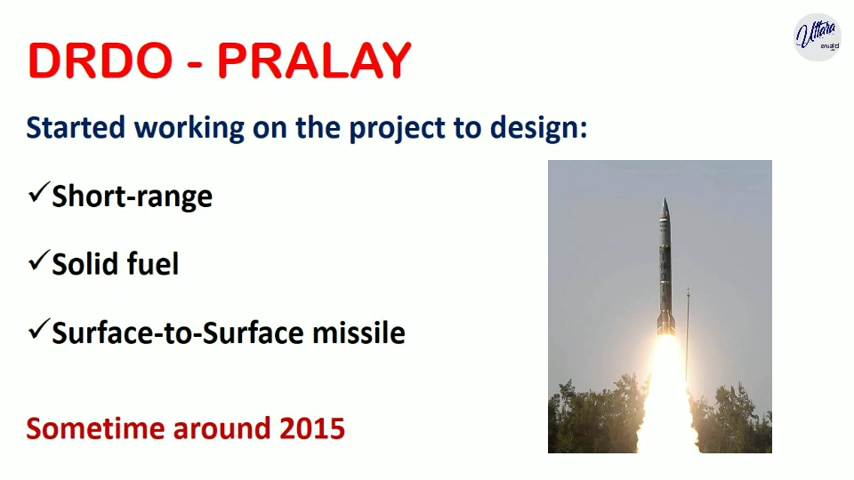 DRDO - PRALAY
Uttara
Started working on the project to design:
✓Short-range
✓Solid fuel
✓Surface-to-Surface missile
Sometime around 2015